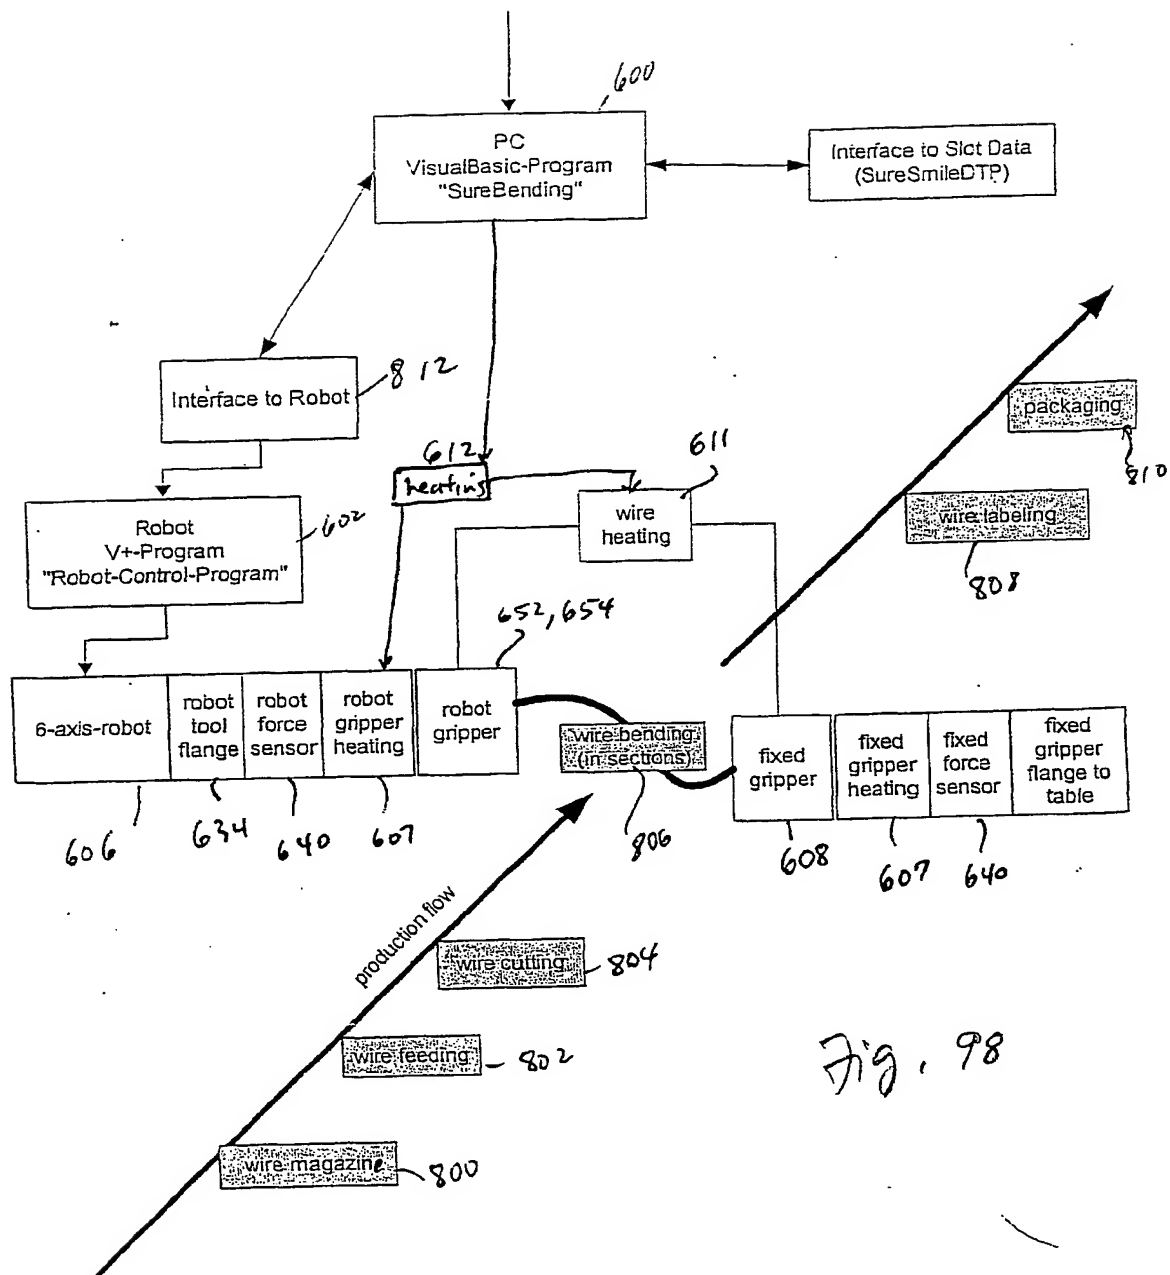 600
PC
VisualBasic-Program
"SureBending"
Interface to Slot Data
(SureSmileDTP)
Interface to Robot
812
612
heating
611
wire
heating
packaging
810
wire labeling
808
Robot
V+-Program
"Robot-Control-Program"
602
652, 654
6-axis-robot
robot
tool
flange
robot
force
sensor
robot
gripper
heating
robot
gripper
wire bending
(in sections)
fixed
gripper
fixed
gripper
heating
fixed
force
sensor
fixed
gripper
flange to
table
606
634
640
607
806
608
607
640
production flow
wire cutting
804
wire feeding
802
wire magazine
800
Fig. 98